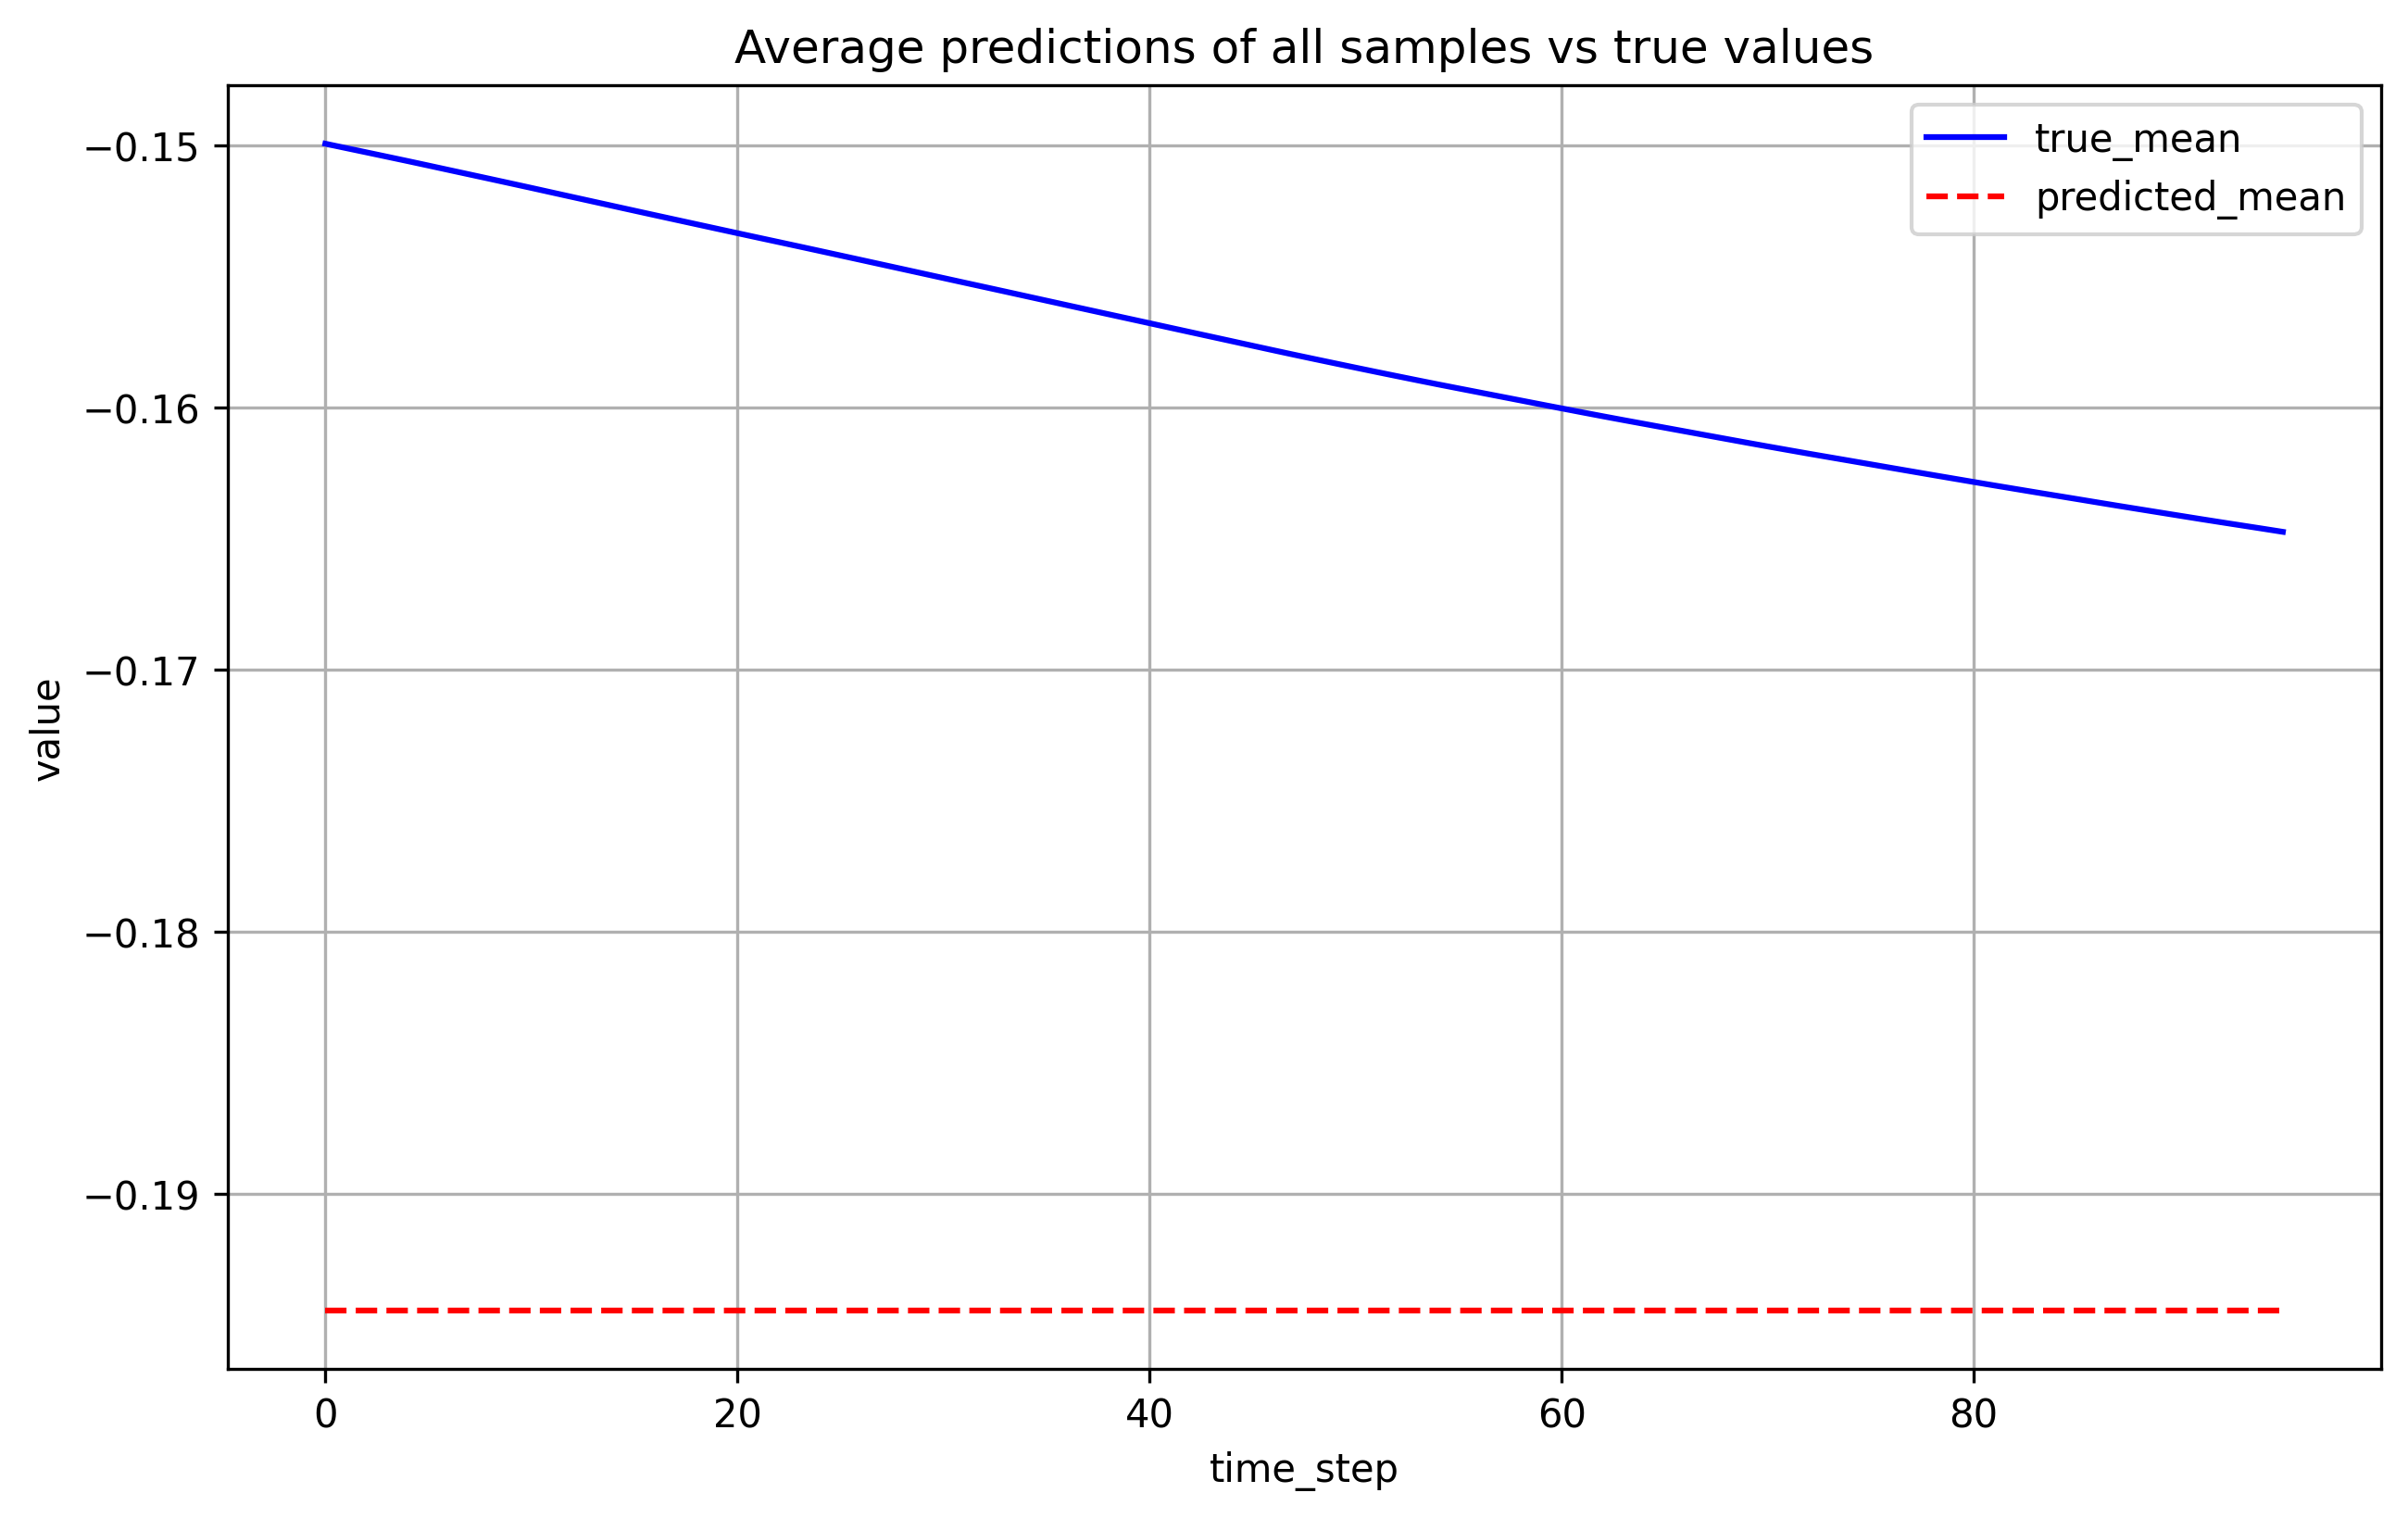 Average predictions of all samples vs true values
true_mean
predicted_mean
−0.15
−0.16
−0.17
−0.18
−0.19
value
0 20 40 60 80
time_step